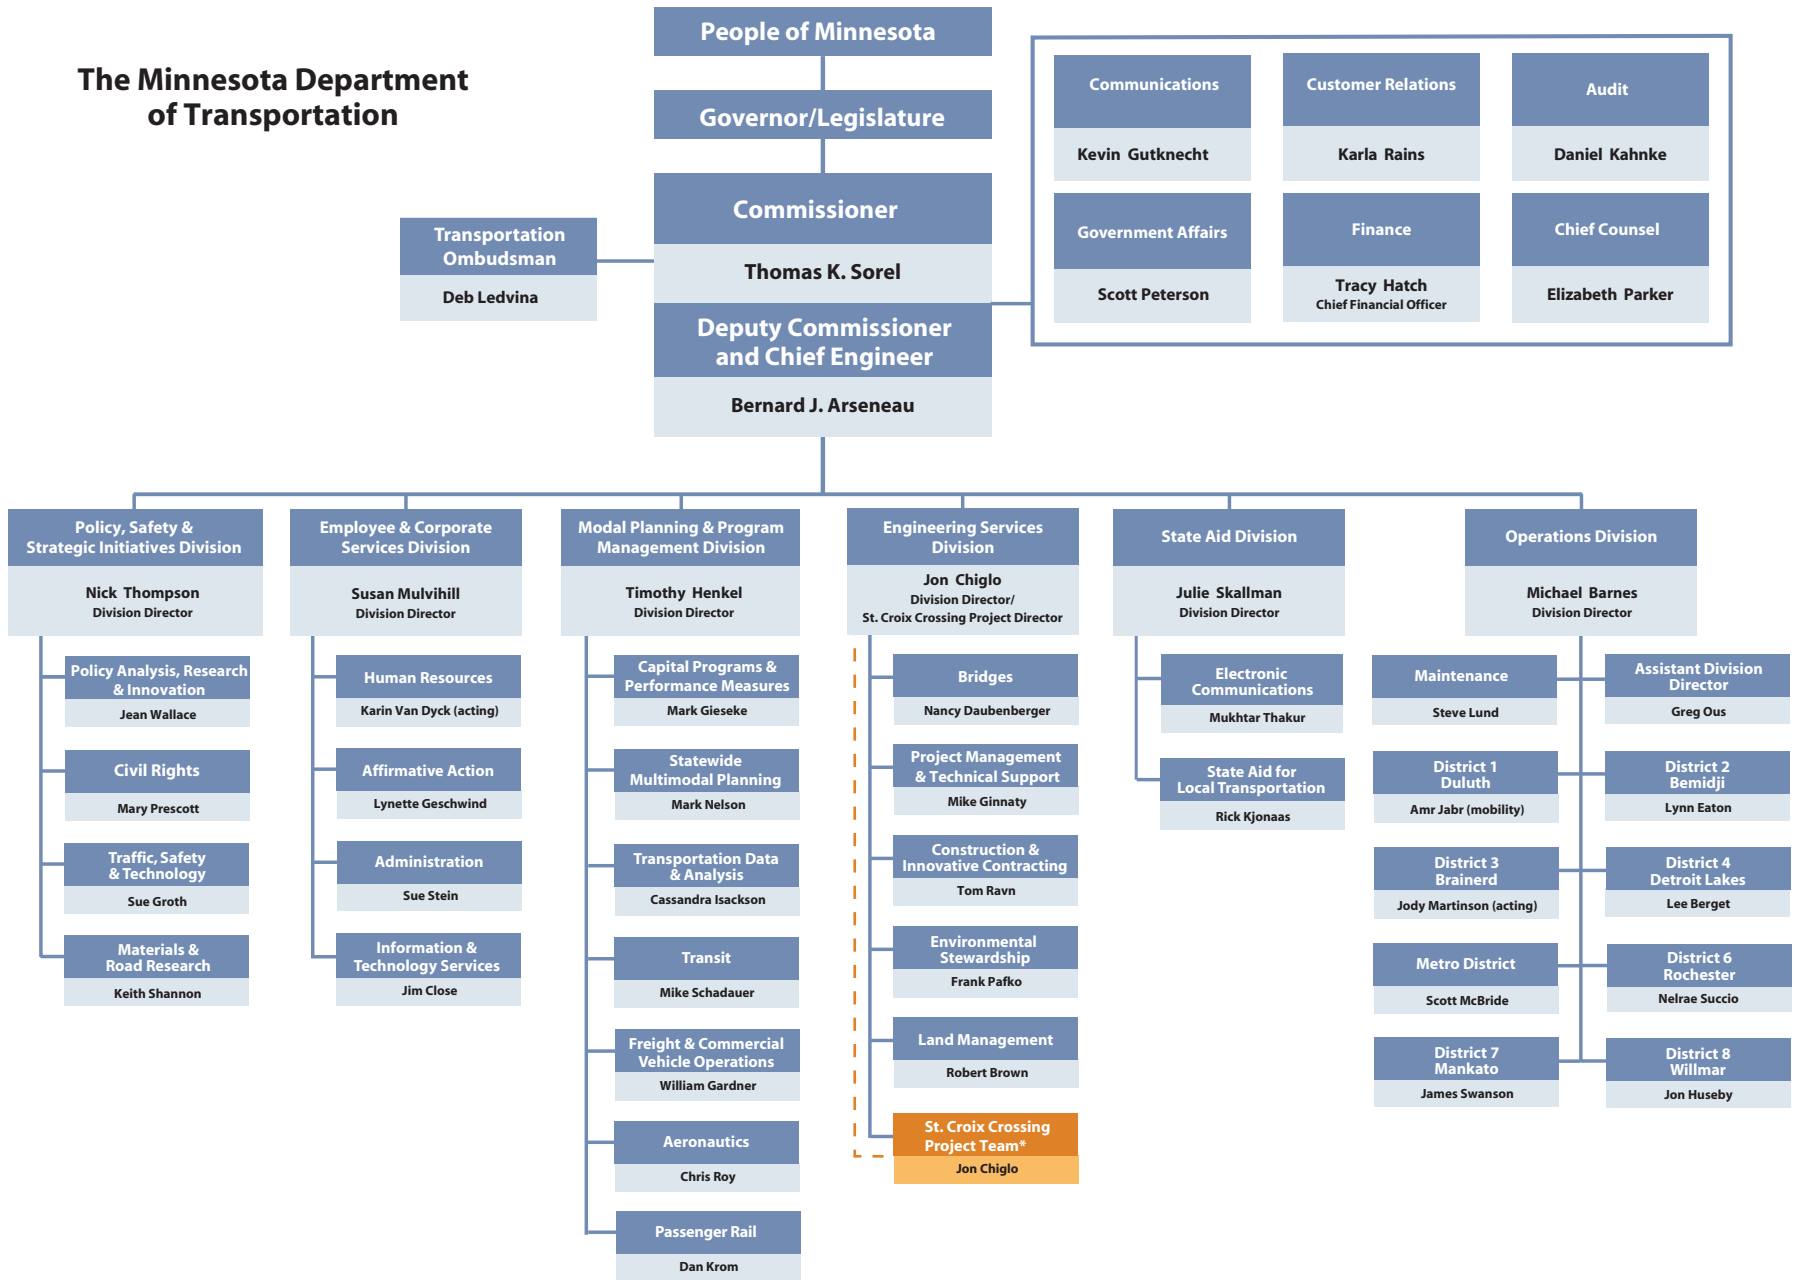 The Minnesota Department
of Transportation
People of Minnesota
Governor/Legislature
Commissioner
Thomas K. Sorel
Deputy Commissioner
and Chief Engineer
Bernard J. Arseneau
Transportation
Ombudsman
Deb Ledvina
Communications
Kevin Gutknecht
Customer Relations
Karla Rains
Audit
Daniel Kahnke
Government Affairs
Scott Peterson
Finance
Tracy Hatch
Chief Financial Officer
Chief Counsel
Elizabeth Parker
Policy, Safety &
Strategic Initiatives Division
Nick Thompson
Division Director
Policy Analysis, Research
& Innovation
Jean Wallace
Civil Rights
Mary Prescott
Traffic, Safety
& Technology
Sue Groth
Materials &
Road Research
Keith Shannon
Employee & Corporate
Services Division
Susan Mulvihill
Division Director
Human Resources
Karin Van Dyck (acting)
Affirmative Action
Lynette Geschwind
Administration
Sue Stein
Information &
Technology Services
Jim Close
Modal Planning & Program
Management Division
Timothy Henkel
Division Director
Capital Programs &
Performance Measures
Mark Gieseke
Statewide
Multimodal Planning
Mark Nelson
Transportation Data
& Analysis
Cassandra Isackson
Transit
Mike Schadauer
Freight & Commercial
Vehicle Operations
William Gardner
Aeronautics
Chris Roy
Passenger Rail
Dan Krom
Engineering Services
Division
Jon Chiglo
Division Director/
St. Croix Crossing Project Director
Bridges
Nancy Daubenberger
Project Management
& Technical Support
Mike Ginnaty
Construction &
Innovative Contracting
Tom Ravn
Environmental
Stewardship
Frank Pafko
Land Management
Robert Brown
St. Croix Crossing
Project Team*
Jon Chiglo
State Aid Division
Julie Skallman
Division Director
Electronic
Communications
Mukhtar Thakur
State Aid for
Local Transportation
Rick Kjonaas
Operations Division
Michael Barnes
Division Director
Maintenance
Steve Lund
Assistant Division
Director
Greg Ous
District 1
Duluth
Amr Jabr (mobility)
District 2
Bemidji
Lynn Eaton
District 3
Brainerd
Jody Martinson (acting)
District 4
Detroit Lakes
Lee Berget
Metro District
Scott McBride
District 6
Rochester
Nelrae Succio
District 7
Mankato
James Swanson
District 8
Willmar
Jon Huseby